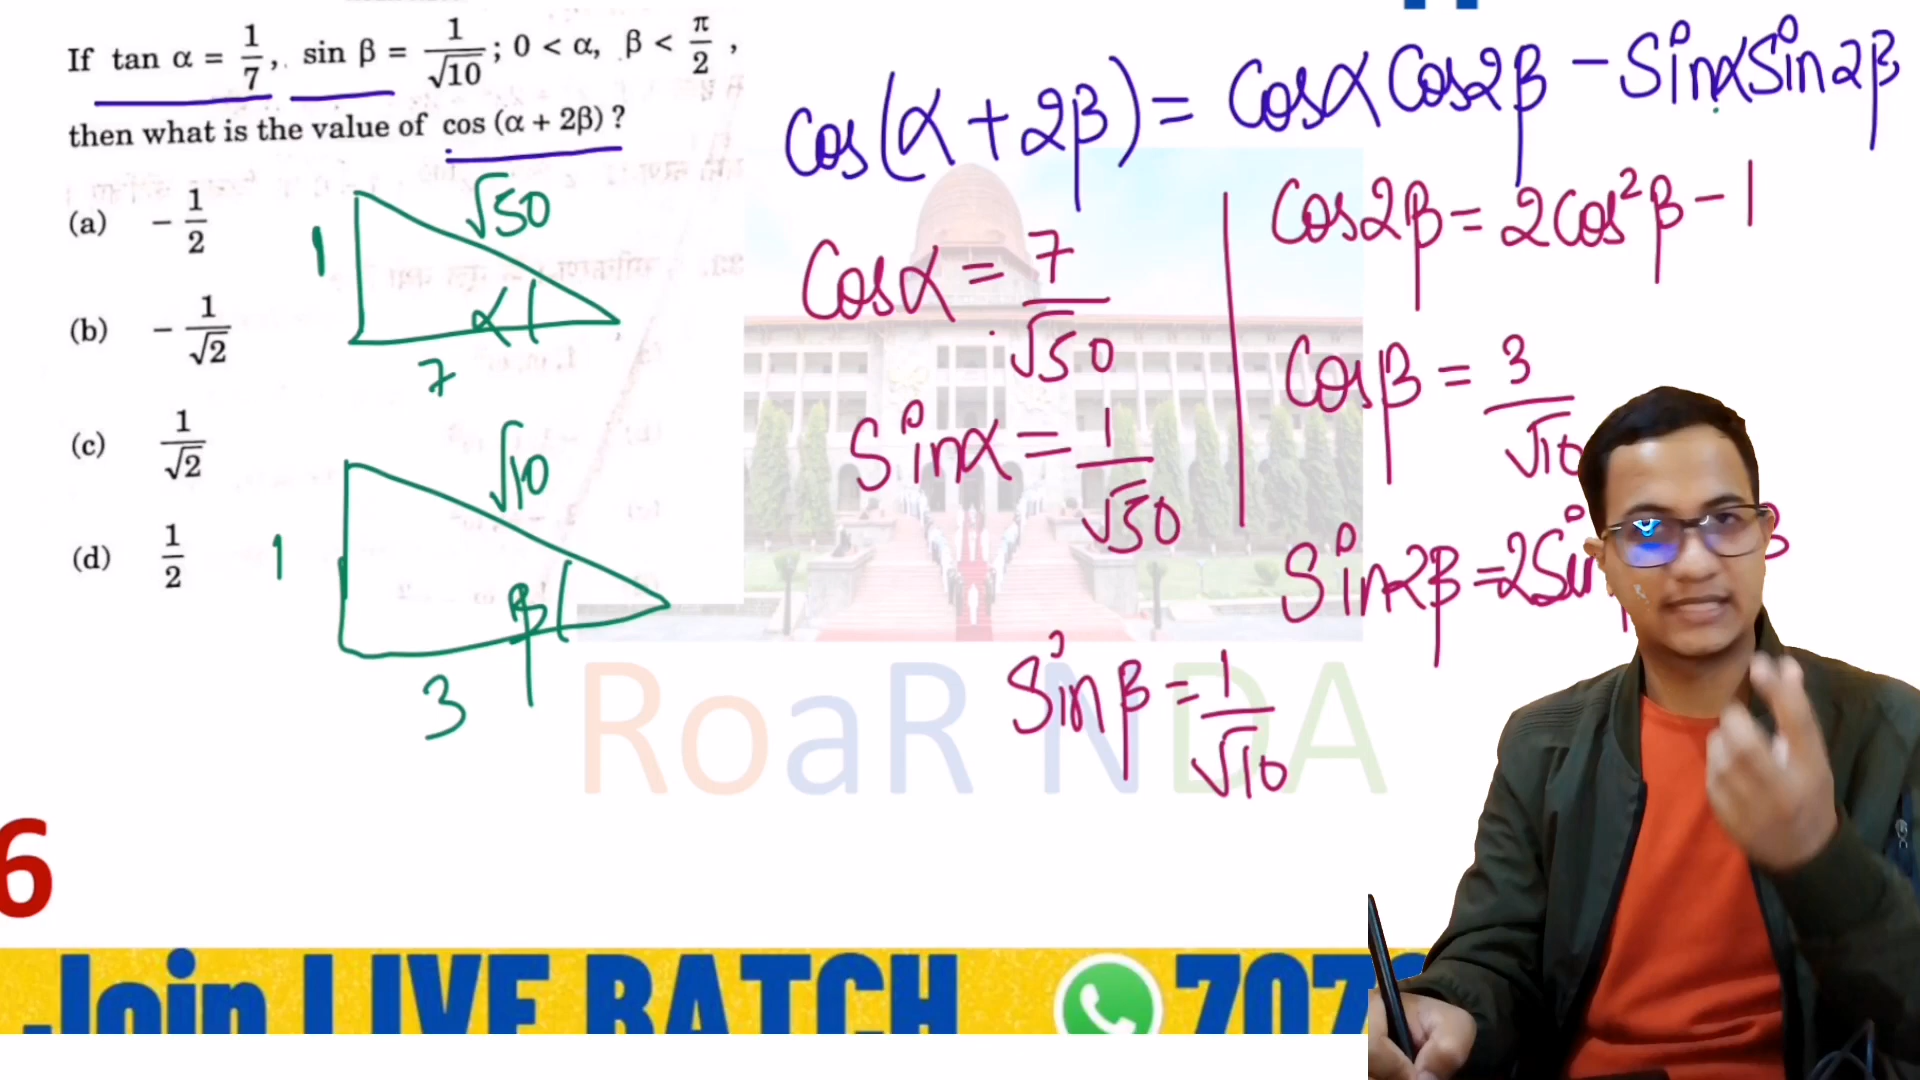 If tan α = 1/7, sin β = 1/√10; 0 < α, β < π/2,
then what is the value of cos (α + 2β) ?
(a) - 1/2
(b) - 1/√2
(c) 1/√2
(d) 1/2
1
√50
α
7
1
√10
β
3
cos(α + 2β) = Cosα Cos2β - Sinα Sin2β
Cosα = 7/√50
Sinα = 1/√50
Cos2β = 2Cos²β - 1
Cosβ = 3/√10
Sin2β = 2Sin
Sin β = 1/√10
RoaR NDA
6
Join LIVE BATCH